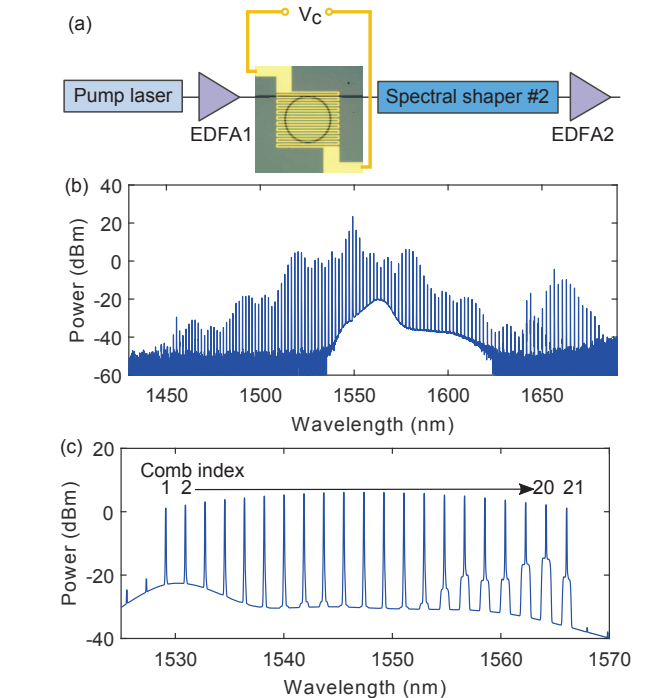 (a)
Vc
Pump laser
EDFA1
Spectral shaper #2
EDFA2
(b)
40
20
0
-20
-40
-60
Power (dBm)
1450 1500 1550 1600 1650
Wavelength (nm)
(c)
20
0
-20
-40
Power (dBm)
Comb index
1 2 20 21
1530 1540 1550 1560 1570
Wavelength (nm)